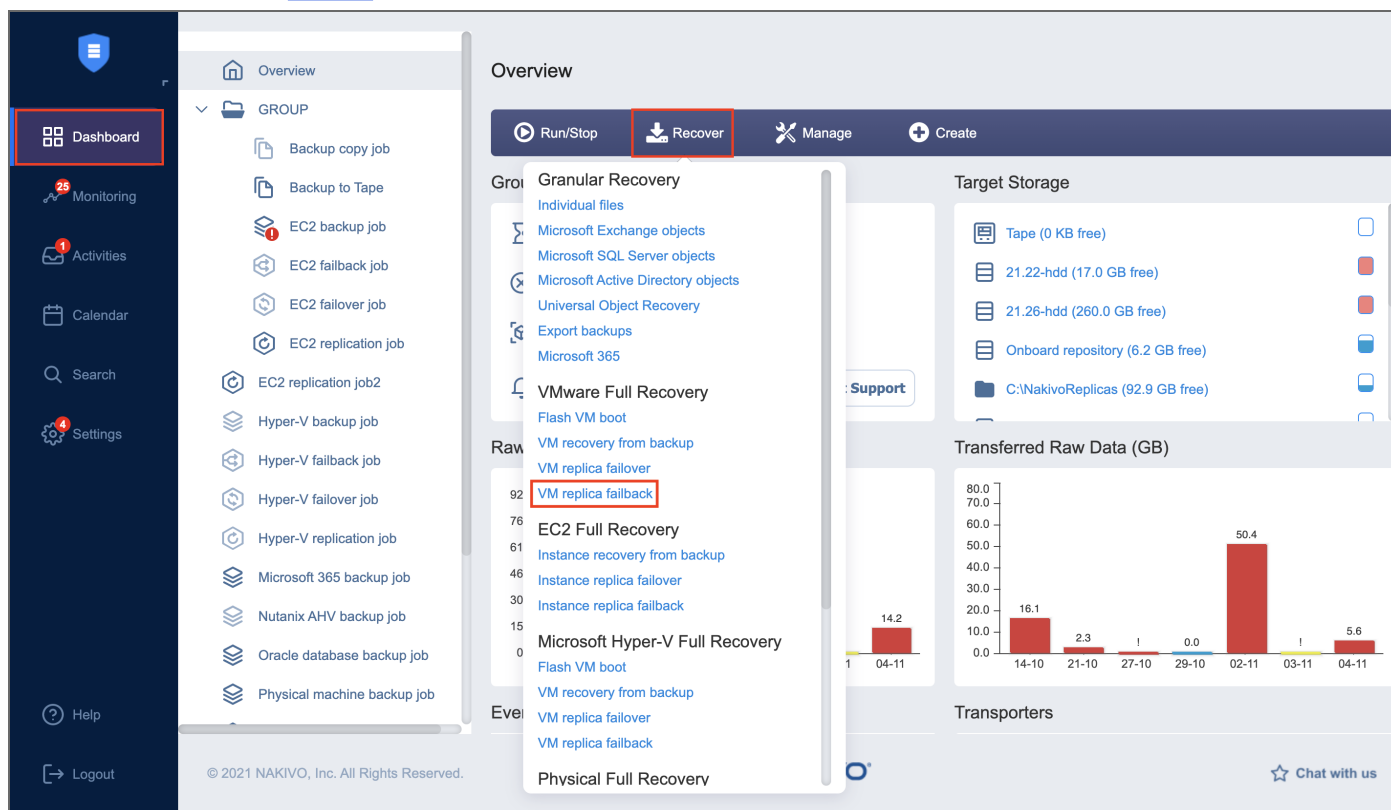 Dashboard
25
Monitoring
1
Activities
Calendar
Search
4
Settings
Help
Logout
Overview
GROUP
Backup copy job
Backup to Tape
EC2 backup job
EC2 failback job
EC2 failover job
EC2 replication job
EC2 replication job2
Hyper-V backup job
Hyper-V failback job
Hyper-V failover job
Hyper-V replication job
Microsoft 365 backup job
Nutanix AHV backup job
Oracle database backup job
Physical machine backup job
Overview
Run/Stop
Recover
Manage
Create
Granular Recovery
Individual files
Microsoft Exchange objects
Microsoft SQL Server objects
Microsoft Active Directory objects
Universal Object Recovery
Export backups
Microsoft 365
VMware Full Recovery
Flash VM boot
VM recovery from backup
VM replica failover
VM replica failback
EC2 Full Recovery
Instance recovery from backup
Instance replica failover
Instance replica failback
Microsoft Hyper-V Full Recovery
Flash VM boot
VM recovery from backup
VM replica failover
VM replica failback
Physical Full Recovery
Support
Raw
92
76
61
46
30
15
0
14.2
1
04-11
Target Storage
Tape (0 KB free)
21.22-hdd (17.0 GB free)
21.26-hdd (260.0 GB free)
Onboard repository (6.2 GB free)
C:\NakivoReplicas (92.9 GB free)
Transferred Raw Data (GB)
80.0
70.0
60.0
50.0
40.0
30.0
20.0
10.0
0.0
16.1
2.3
!
0.0
50.4
!
5.6
14-10
21-10
27-10
29-10
02-11
03-11
04-11
Transporters
© 2021 NAKIVO, Inc. All Rights Reserved.
Chat with us